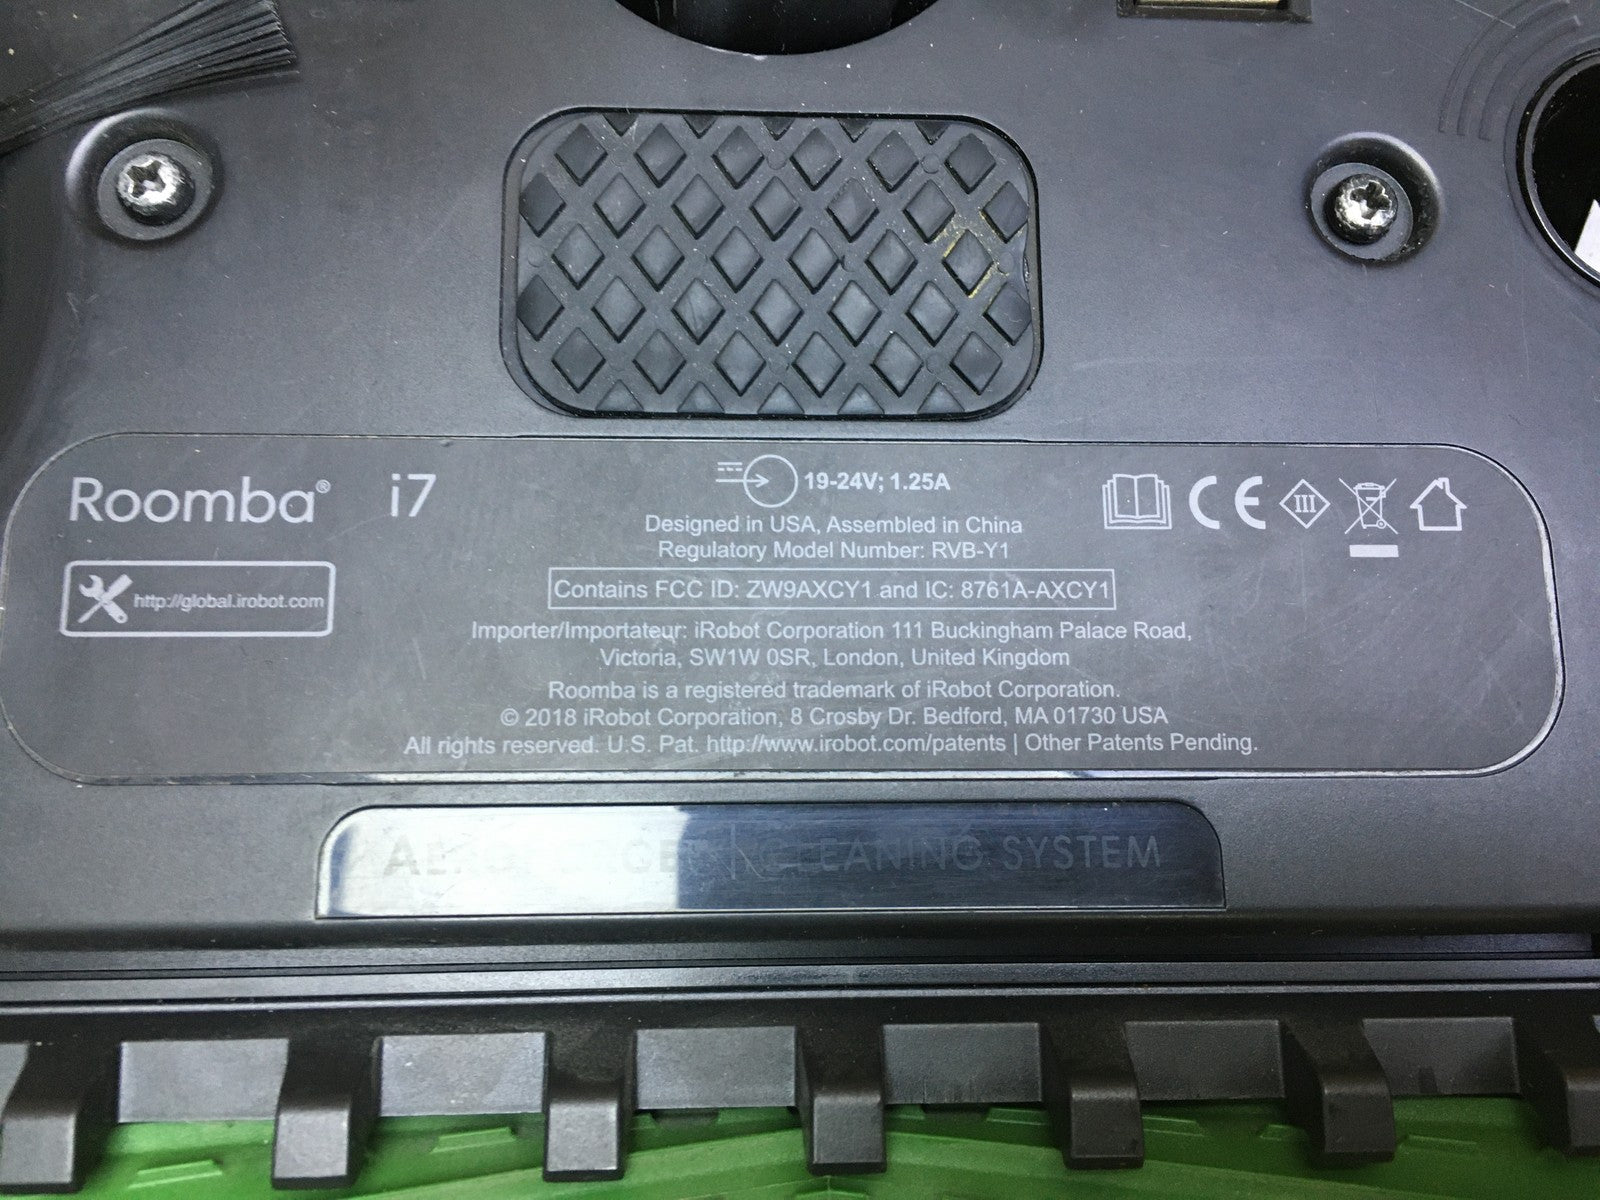 Roomba® i7
19-24V; 1.25A
Designed in USA, Assembled in China
Regulatory Model Number: RVB-Y1
http://global.irobot.com
Contains FCC ID: ZW9AXCY1 and IC: 8761A-AXCY1
Importer/Importateur: iRobot Corporation 111 Buckingham Palace Road,
Victoria, SW1W 0SR, London, United Kingdom
Roomba is a registered trademark of iRobot Corporation.
© 2018 iRobot Corporation, 8 Crosby Dr. Bedford, MA 01730 USA
All rights reserved. U.S. Pat. http://www.irobot.com/patents | Other Patents Pending.
CE
III
CLEANING SYSTEM